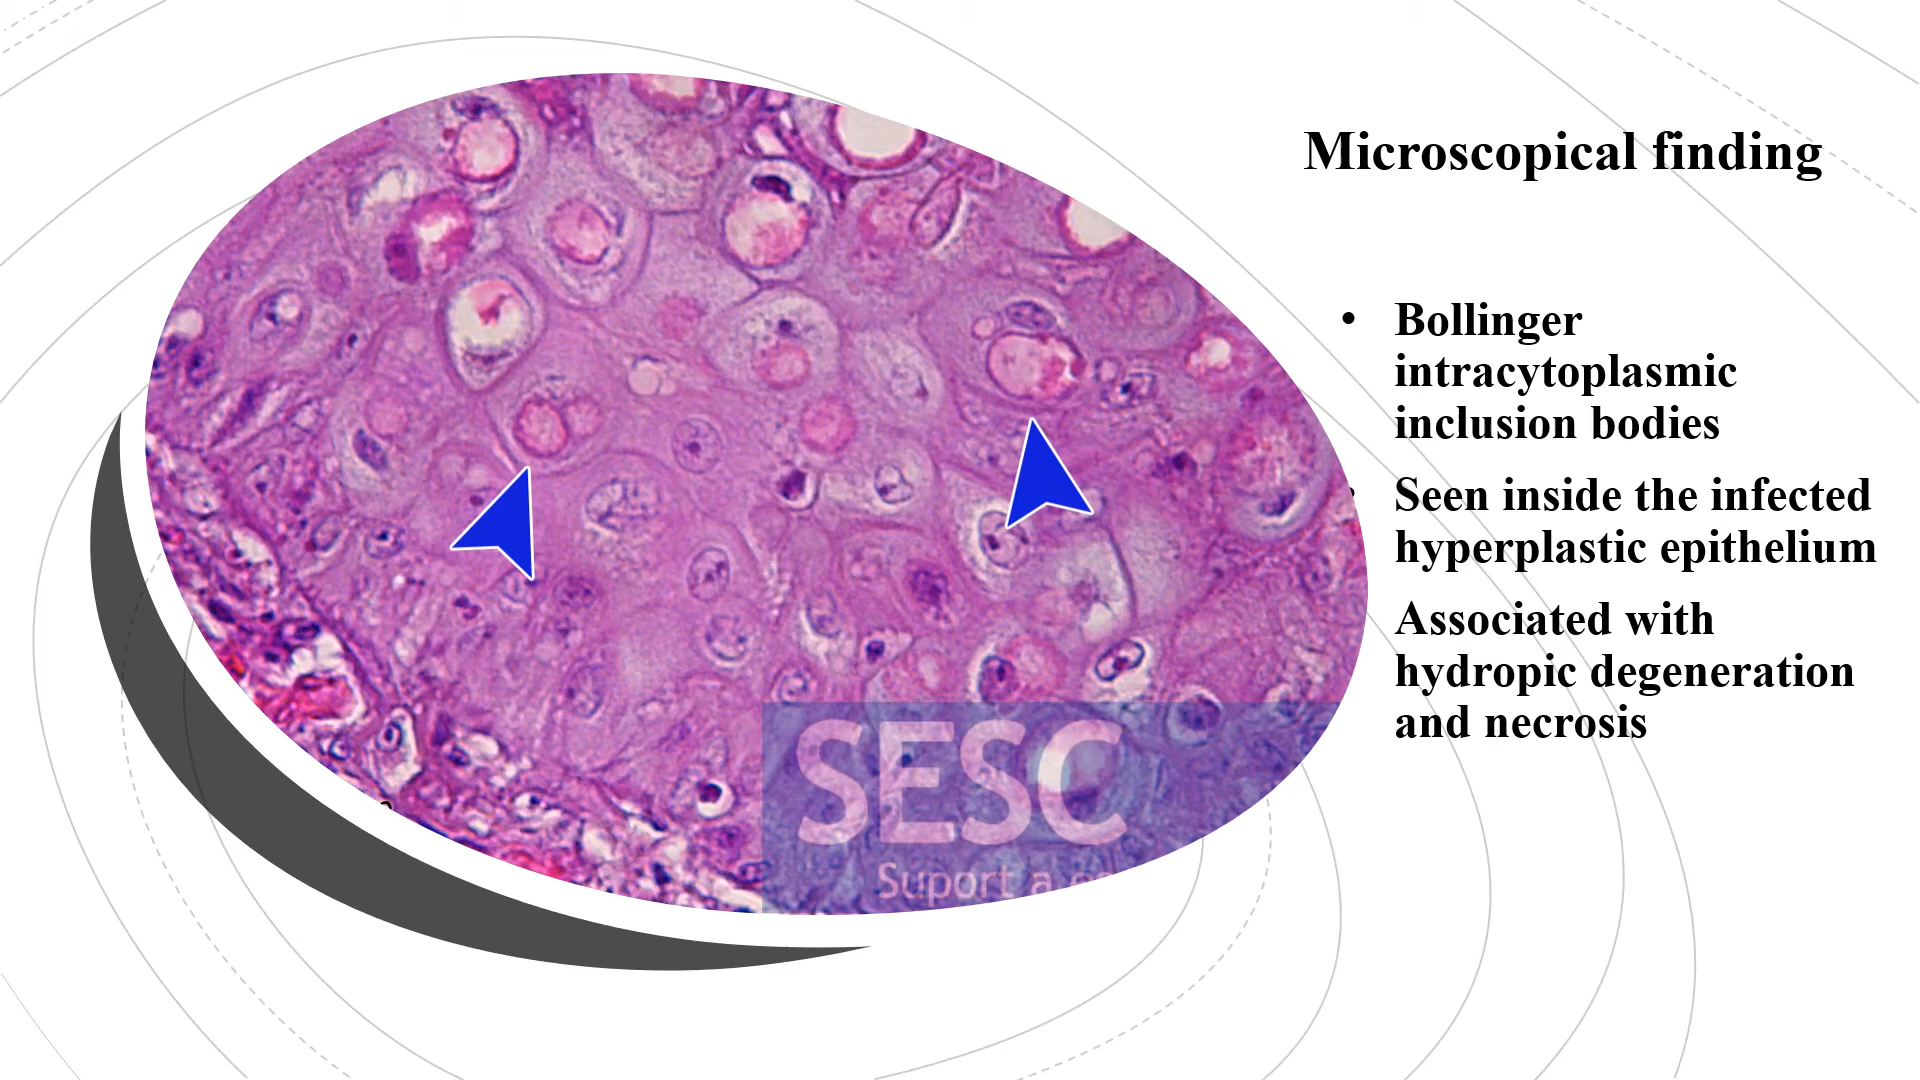 Microscopical finding
• Bollinger
intracytoplasmic
inclusion bodies
Seen inside the infected
hyperplastic epithelium
Associated with
hydropic degeneration
and necrosis
SESC
Suport a